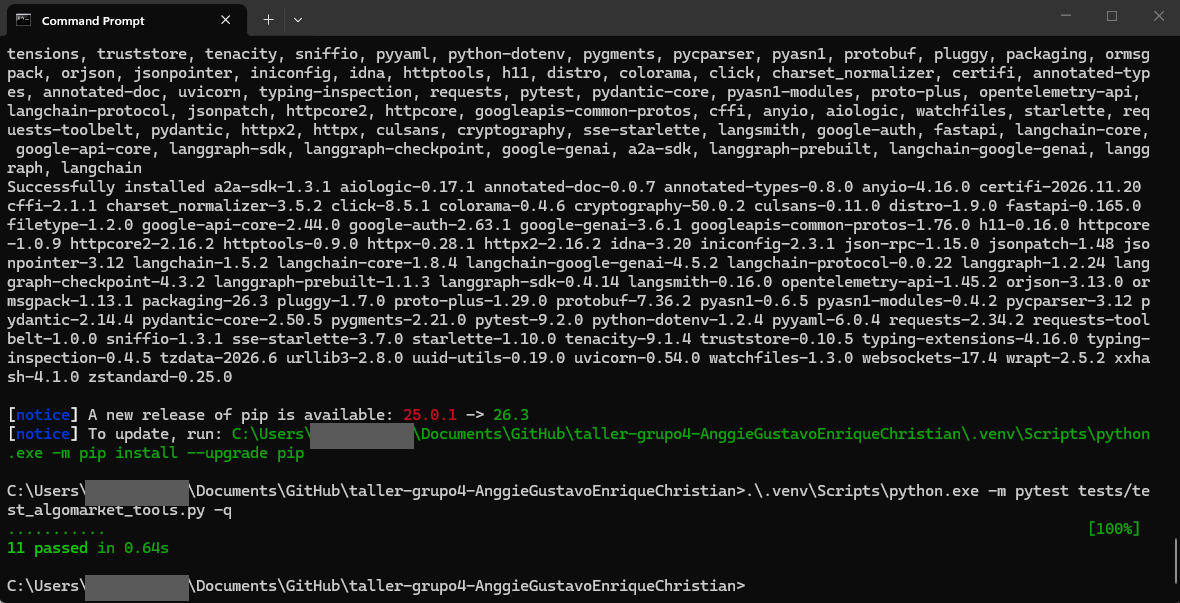 Command Prompt
tensions, truststore, tenacity, sniffio, pyyaml, python-dotenv, pygments, pycparser, pyasn1, protobuf, pluggy, packaging, ormsg
pack, orjson, jsonpointer, iniconfig, idna, httptools, h11, distro, colorama, click, charset_normalizer, certifi, annotated-typ
es, annotated-doc, uvicorn, typing-inspection, requests, pytest, pydantic-core, pyasn1-modules, proto-plus, opentelemetry-api,
langchain-protocol, jsonpatch, httpcore2, httpcore, googleapis-common-protos, cffi, anyio, aiologic, watchfiles, starlette, req
uests-toolbelt, pydantic, httpx2, httpx, culsans, cryptography, sse-starlette, langsmith, google-auth, fastapi, langchain-core,
 google-api-core, langgraph-sdk, langgraph-checkpoint, google-genai, a2a-sdk, langgraph-prebuilt, langchain-google-genai, langg
raph, langchain
Successfully installed a2a-sdk-1.3.1 aiologic-0.17.1 annotated-doc-0.0.7 annotated-types-0.8.0 anyio-4.16.0 certifi-2026.11.20
cffi-2.1.1 charset_normalizer-3.5.2 click-8.5.1 colorama-0.4.6 cryptography-50.0.2 culsans-0.11.0 distro-1.9.0 fastapi-0.165.0
filetype-1.2.0 google-api-core-2.44.0 google-auth-2.63.1 google-genai-3.6.1 googleapis-common-protos-1.76.0 h11-0.16.0 httpcore
-1.0.9 httpcore2-2.16.2 httptools-0.9.0 httpx-0.28.1 httpx2-2.16.2 idna-3.20 iniconfig-2.3.1 json-rpc-1.15.0 jsonpatch-1.48 jso
npointer-3.12 langchain-1.5.2 langchain-core-1.8.4 langchain-google-genai-4.5.2 langchain-protocol-0.0.22 langgraph-1.2.24 lang
graph-checkpoint-4.3.2 langgraph-prebuilt-1.1.3 langgraph-sdk-0.4.14 langsmith-0.16.0 opentelemetry-api-1.45.2 orjson-3.13.0 or
msgpack-1.13.1 packaging-26.3 pluggy-1.7.0 proto-plus-1.29.0 protobuf-7.36.2 pyasn1-0.6.5 pyasn1-modules-0.4.2 pycparser-3.12 p
ydantic-2.14.4 pydantic-core-2.50.5 pygments-2.21.0 pytest-9.2.0 python-dotenv-1.2.4 pyyaml-6.0.4 requests-2.34.2 requests-tool
belt-1.0.0 sniffio-1.3.1 sse-starlette-3.7.0 starlette-1.10.0 tenacity-9.1.4 truststore-0.10.5 typing-extensions-4.16.0 typing-
inspection-0.4.5 tzdata-2026.6 urllib3-2.8.0 uuid-utils-0.19.0 uvicorn-0.54.0 watchfiles-1.3.0 websockets-17.4 wrapt-2.5.2 xxha
sh-4.1.0 zstandard-0.25.0
[notice] A new release of pip is available: 25.0.1 -> 26.3
[notice] To update, run: C:\Users\ \Documents\GitHub\taller-grupo4-AnggieGustavoEnriqueChristian\.venv\Scripts\python
.exe -m pip install --upgrade pip
C:\Users\ \Documents\GitHub\taller-grupo4-AnggieGustavoEnriqueChristian>.\.venv\Scripts\python.exe -m pytest tests/te
st_algomarket_tools.py -q
........... [100%]
11 passed in 0.64s
C:\Users\ \Documents\GitHub\taller-grupo4-AnggieGustavoEnriqueChristian>